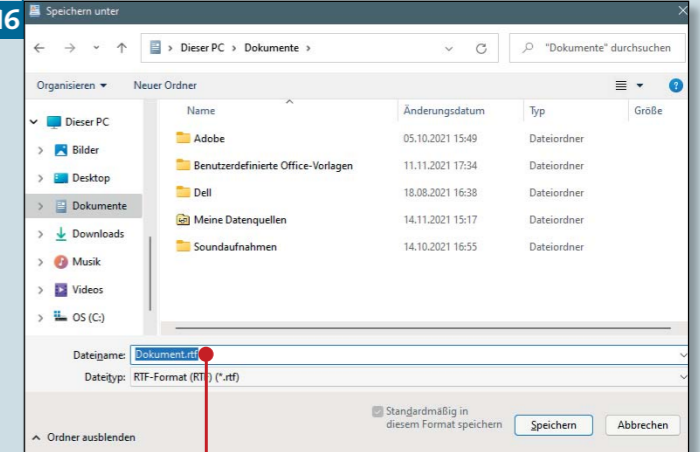 16
Speichern unter
Dieser PC > Dokumente >
"Dokumente" durchsuchen
Organisieren
Neuer Ordner
Name
Änderungsdatum
Typ
Größe
Dieser PC
Bilder
Desktop
Dokumente
Downloads
Musik
Videos
OS (C:)
Adobe 05.10.2021 15:49 Dateiordner
Benutzerdefinierte Office-Vorlagen 11.11.2021 17:34 Dateiordner
Dell 18.08.2021 16:38 Dateiordner
Meine Datenquellen 14.11.2021 15:17 Dateiordner
Soundaufnahmen 14.10.2021 16:55 Dateiordner
Dateiname: Dokument.rtf
Dateityp: RTF-Format (RTF) (*.rtf)
Standardmäßig in
diesem Format speichern
Speichern
Abbrechen
Ordner ausblenden